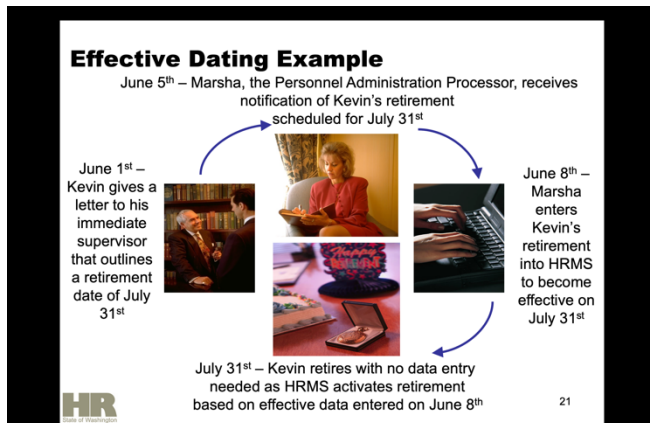 Effective Dating Example
June 5th – Marsha, the Personnel Administration Processor, receives
notification of Kevin's retirement
scheduled for July 31st
June 1st –
Kevin gives a
letter to his
immediate
supervisor
that outlines
a retirement
date of July
31st
June 8th –
Marsha
enters
Kevin's
retirement
into HRMS
to become
effective on
July 31st
Happy
July 31st – Kevin retires with no data entry
needed as HRMS activates retirement
based on effective data entered on June 8th
HR
State of Washington
21